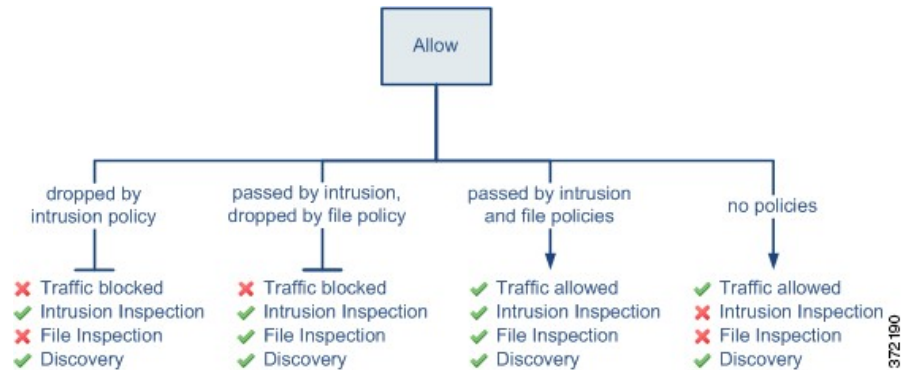 Allow
dropped by
intrusion policy
passed by intrusion,
dropped by file policy
passed by intrusion
and file policies
no policies
Traffic blocked
Intrusion Inspection
File Inspection
Discovery
Traffic blocked
Intrusion Inspection
File Inspection
Discovery
Traffic allowed
Intrusion Inspection
File Inspection
Discovery
Traffic allowed
Intrusion Inspection
File Inspection
Discovery
372190